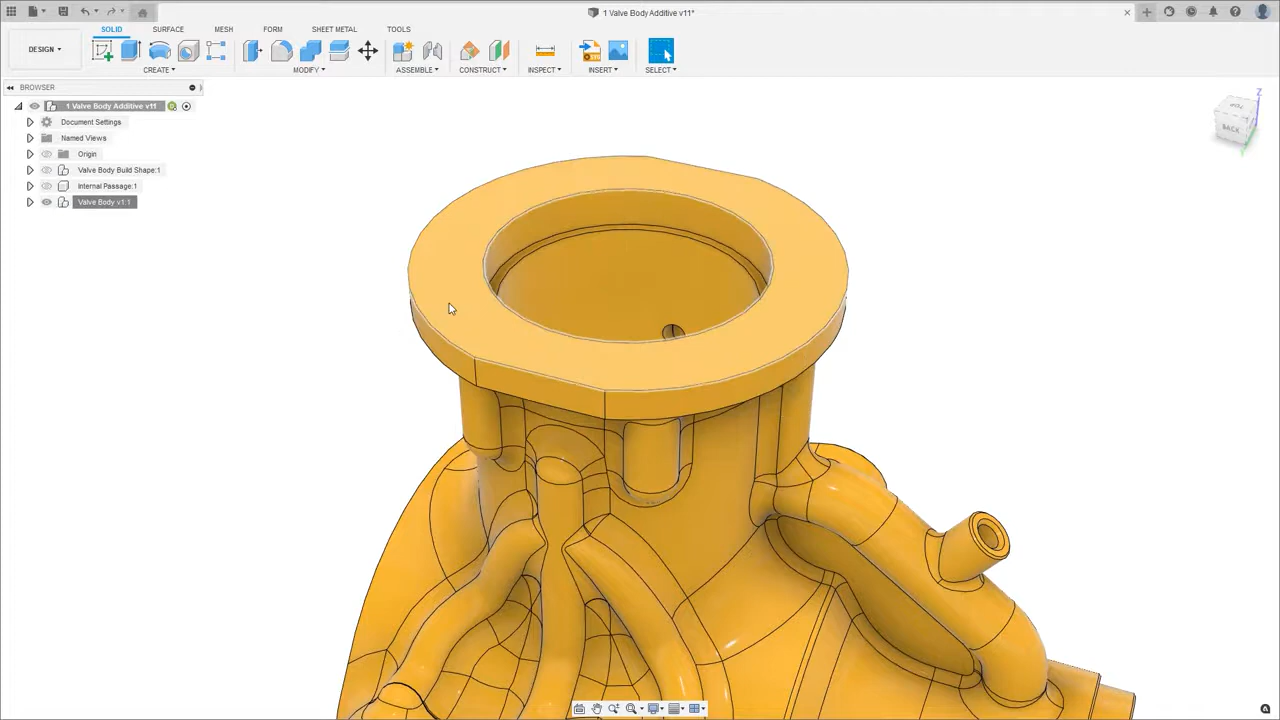 1 Valve Body Additive v11*
SOLID SURFACE MESH FORM SHEET METAL TOOLS
DESIGN
CREATE MODIFY ASSEMBLE CONSTRUCT INSPECT INSERT SELECT
BROWSER
1 Valve Body Additive v11
Document Settings
Named Views
Origin
Valve Body Build Shape:1
Internal Passage:1
Valve Body v1:1
Z
TOP
BACK